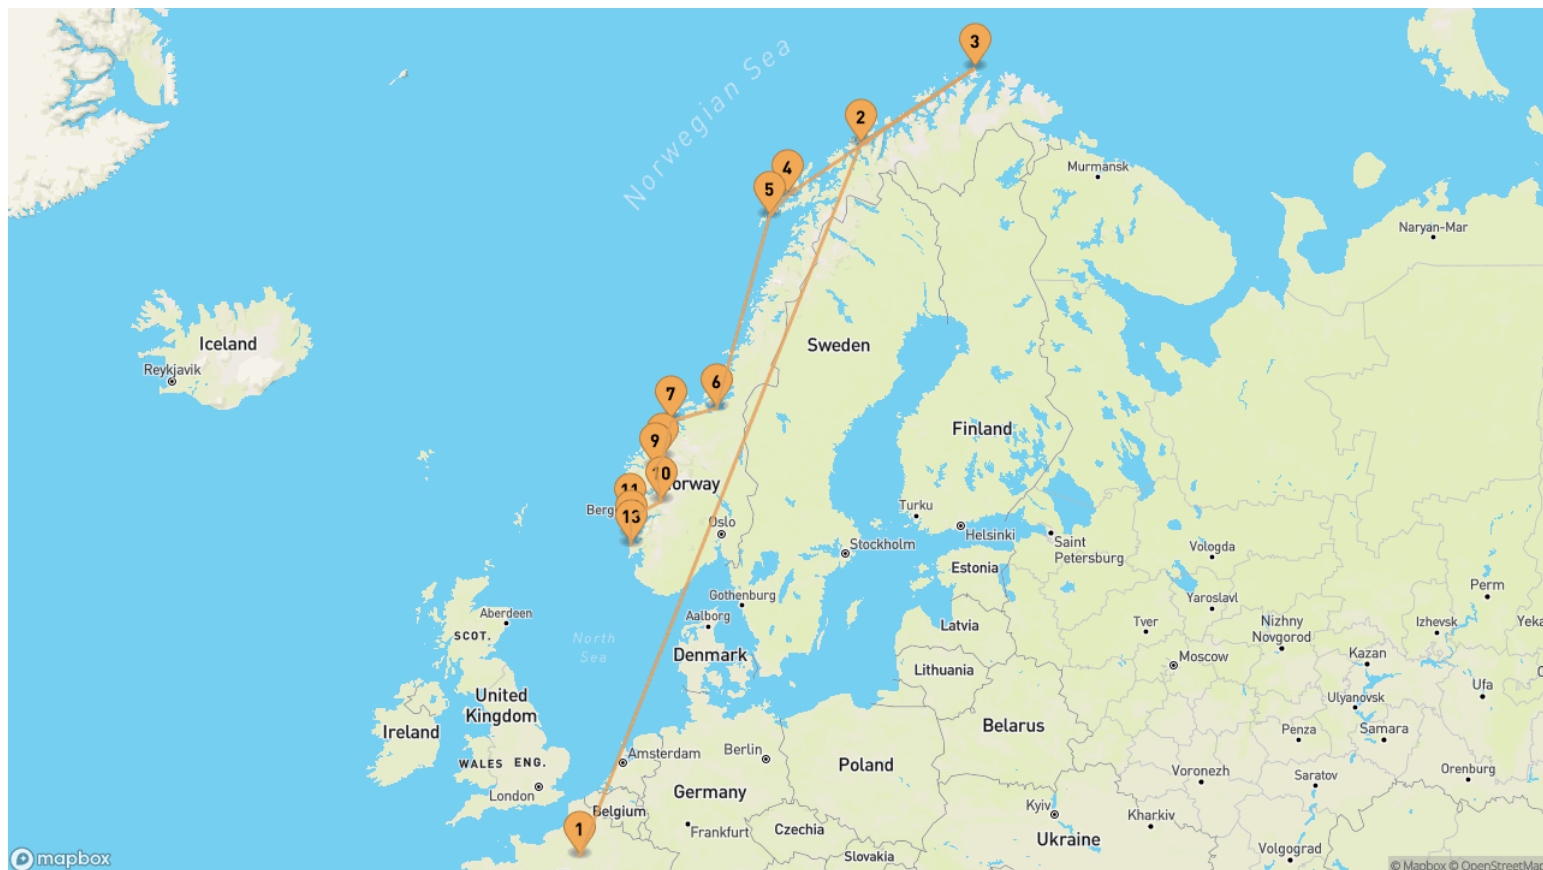 3
2
4
5
Norwegian Sea
Murmansk
Naryan-Mar
Iceland
Reykjavik
Sweden
6
7
9
10
11
13
Finland
Oslo
Turku
Helsinki
Stockholm
Saint
Petersburg
Estonia
Vologda
Perm
Gothenburg
Aalborg
Aberdeen
SCOT.
North
Sea
Denmark
Latvia
Lithuania
Yaroslavl
Tver
Nizhny
Novgorod
Izhevsk
Moscow
Kazan
Ufa
United
Kingdom
Ireland
Belarus
Ulyanovsk
Penza
Samara
WALES
ENG.
London
Amsterdam
Berlin
Poland
Voronezh
Saratov
Orenburg
Germany
Belgium
1
Frankfurt
Czechia
Slovakia
Kyiv
Kharkiv
Ukraine
Volgograd
mapbox
© Mapbox © OpenStreetMap